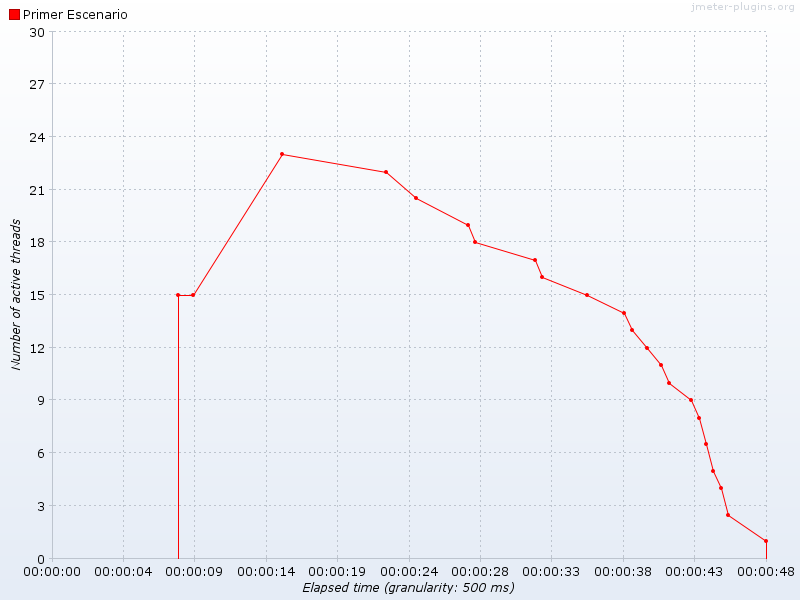 jmeter-plugins.org
Primer Escenario
30
27
24
21
18
15
12
9
6
3
0
Number of active threads
00:00:00 00:00:04 00:00:09 00:00:14 00:00:19 00:00:24 00:00:28 00:00:33 00:00:38 00:00:43 00:00:48
Elapsed time (granularity: 500 ms)